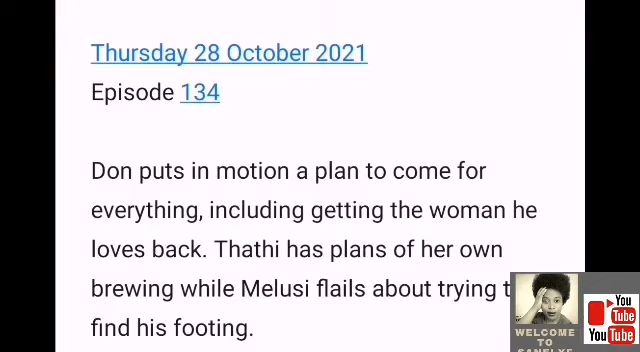 Thursday 28 October 2021
Episode 134
Don puts in motion a plan to come for
everything, including getting the woman he
loves back. Thathi has plans of her own
brewing while Melusi flails about trying
find his footing.
WELCOME
TO
You
Tube
YouTube